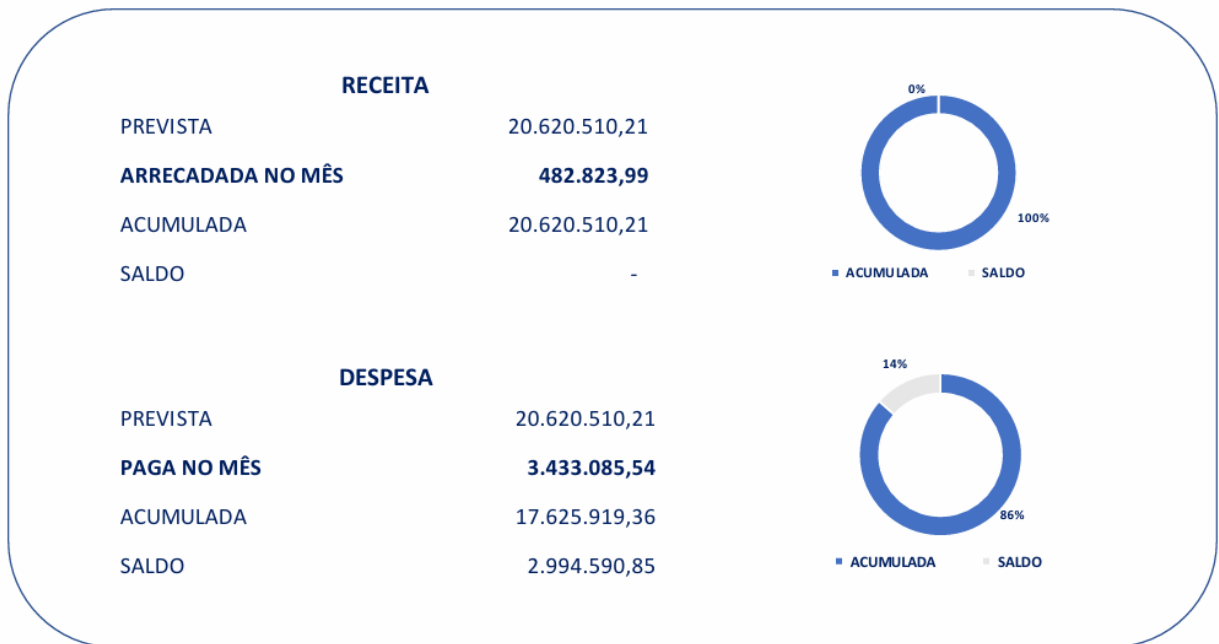 RECEITA
PREVISTA 20.620.510,21
ARRECADADA NO MÊS 482.823,99
ACUMULADA 20.620.510,21
SALDO -
0%
100%
ACUMULADA SALDO
DESPESA
PREVISTA 20.620.510,21
PAGA NO MÊS 3.433.085,54
ACUMULADA 17.625.919,36
SALDO 2.994.590,85
14%
86%
ACUMULADA SALDO